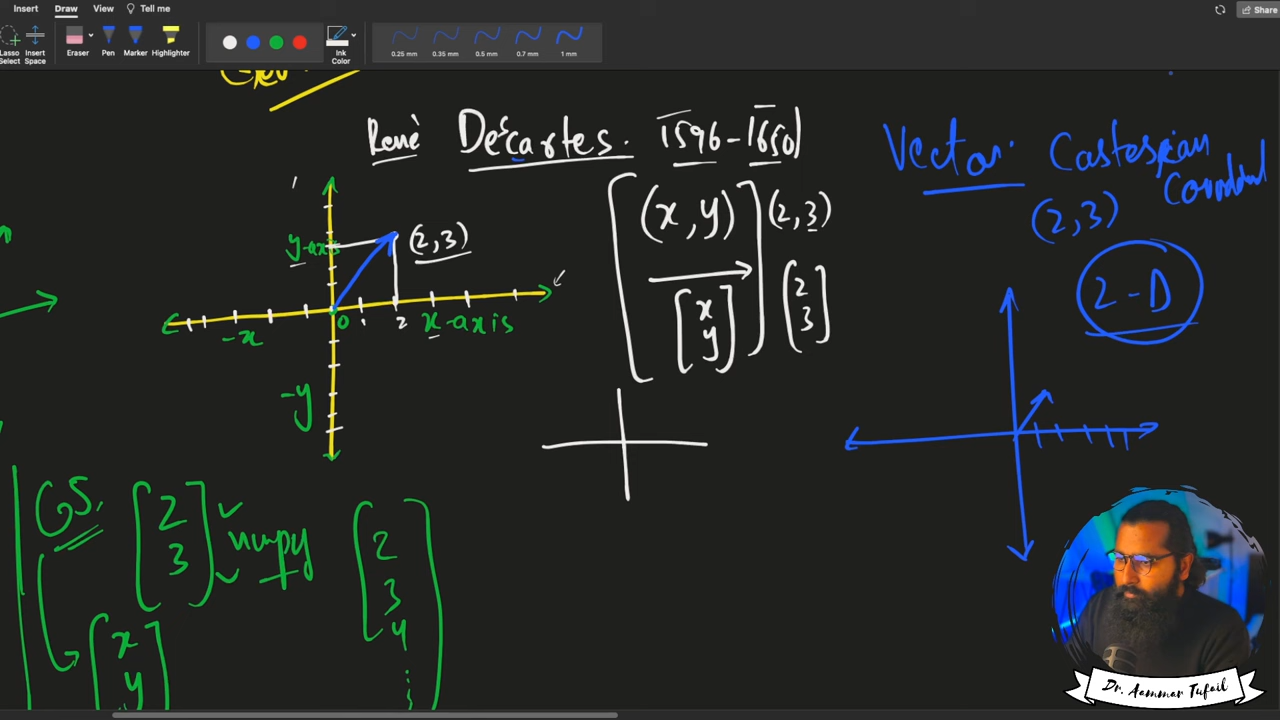 Insert Draw View Tell me
Share
Lasso Select
Insert Space
Eraser
Pen
Marker
Highlighter
Ink Color
0.25 mm
0.35 mm
0.5 mm
0.7 mm
1 mm
René Descartes. 1596-1650
Vector. Castesian
(x,y) (2,3)
(2,3)
y-axis
(2,3)
2-D
[x y]
[2 3]
0 1 2 x-axis
-x
-y
GS. [2 3] numpy [2 3 4
[x y
Dr. Aammar Tufail